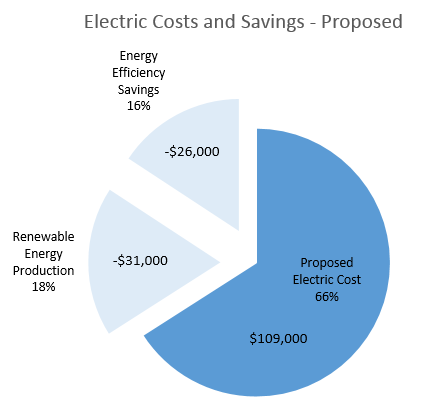 Electric Costs and Savings - Proposed
Energy
Efficiency
Savings
16%
-$26,000
Renewable
Energy
Production
18%
-$31,000
Proposed
Electric Cost
66%
$109,000